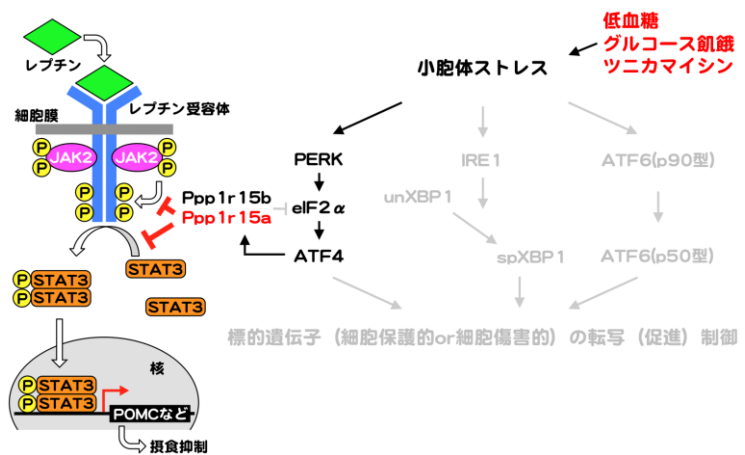 低血糖
グルコース飢餓
ツニカマイシン
レプチン
小胞体ストレス
レプチン受容体
細胞膜
P
P
JAK2
JAK2
P
P
PERK
IRE1
ATF6(p90型)
P
P
P
P
Ppp1r15b
Ppp1r15a
eIF2α
unXBP1
ATF4
spXBP1
ATF6(p50型)
STAT3
P STAT3
P STAT3
STAT3
標的遺伝子(細胞保護的or細胞傷害的)の転写(促進)制御
核
P STAT3
P STAT3
POMCなど
摂食抑制